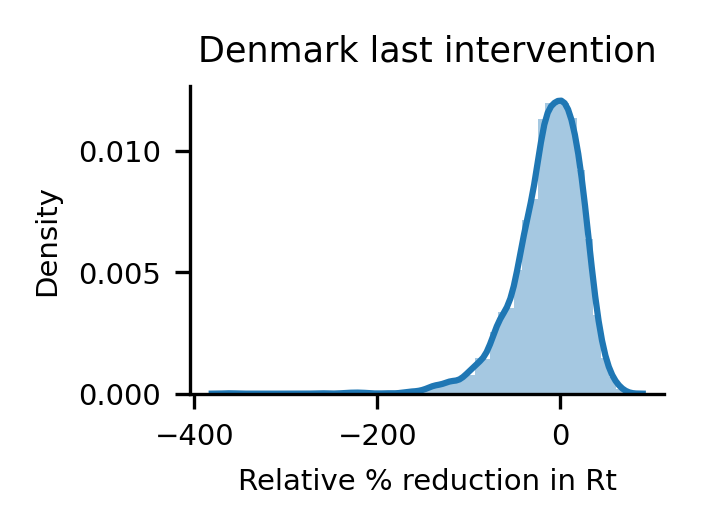 Denmark last intervention
Density
0.010
0.005
0.000
−400
−200
0
Relative % reduction in Rt